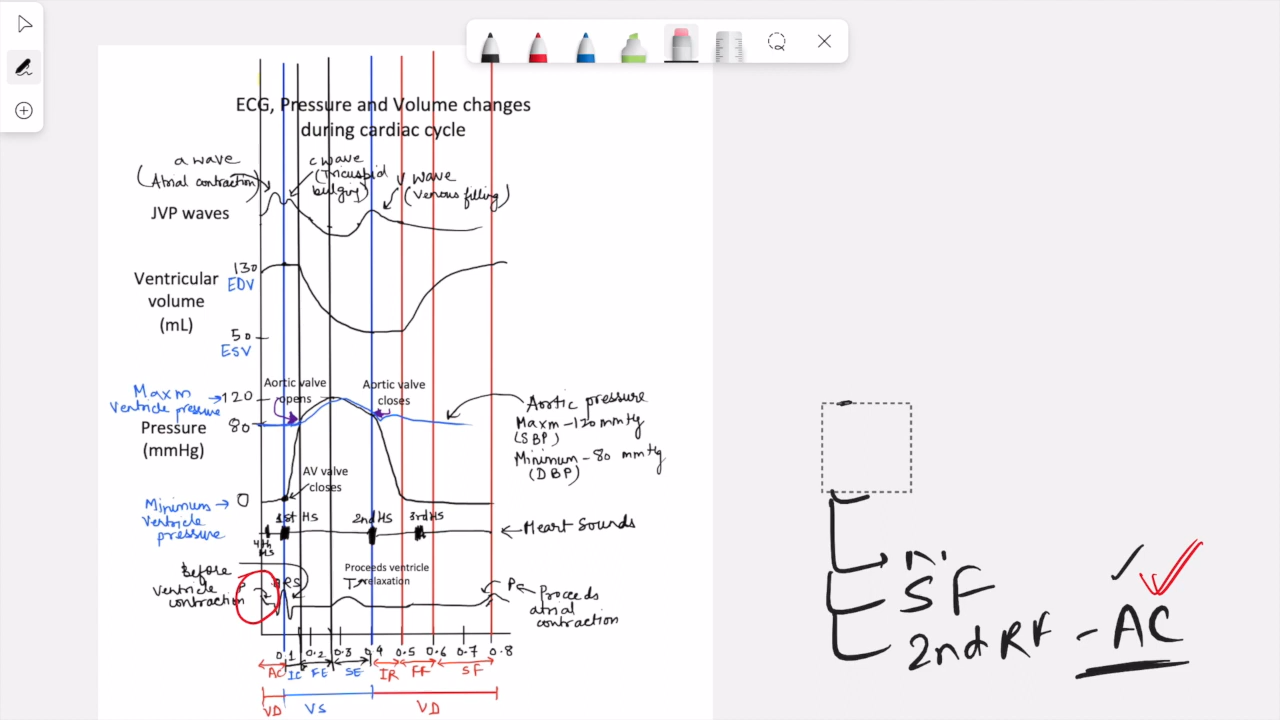 ECG, Pressure and Volume changes
during cardiac cycle
a wave
(Atrial contraction)
c wave
(Tricuspid
bulging)
v wave
(Venous filling)
JVP waves
130
EDV
Ventricular
volume
(mL)
50
ESV
Aortic valve
opens
Aortic valve
closes
Maxm
Ventricle pressure
120
80
Pressure
(mmHg)
Aortic pressure
Maxm - 120 mmHg
(SBP)
Minimum - 80 mmHg
(DBP)
AV valve
closes
Minimum
Ventricle
pressure
0
1st HS
2nd HS
3rd HS
4th
HS
Heart Sounds
Before
Ventricle
contraction
QRS
Proceeds ventricle
T relaxation
P
Proceeds
atrial
contraction
0.1 0.2 0.3 0.4 0.5 0.6 0.7 0.8
AC IC FE SE IR FF SF
VD VS VD
SF
2nd RF - AC